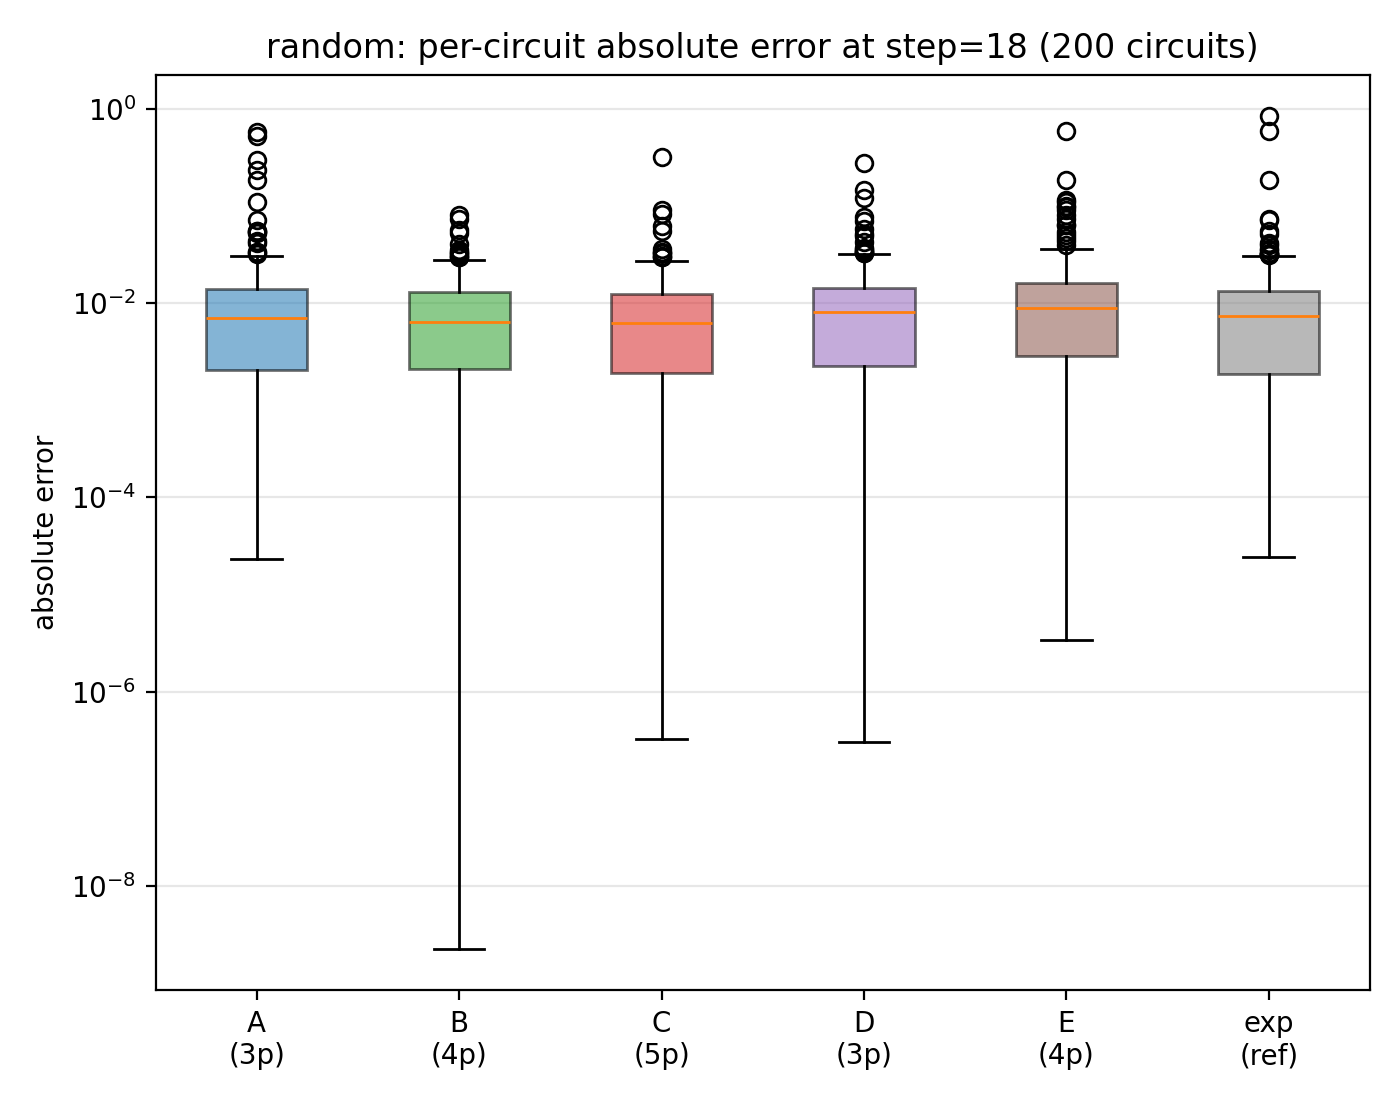 random: per-circuit absolute error at step=18 (200 circuits)
absolute error
10⁰
10⁻²
10⁻⁴
10⁻⁶
10⁻⁸
A
(3p)
B
(4p)
C
(5p)
D
(3p)
E
(4p)
exp
(ref)